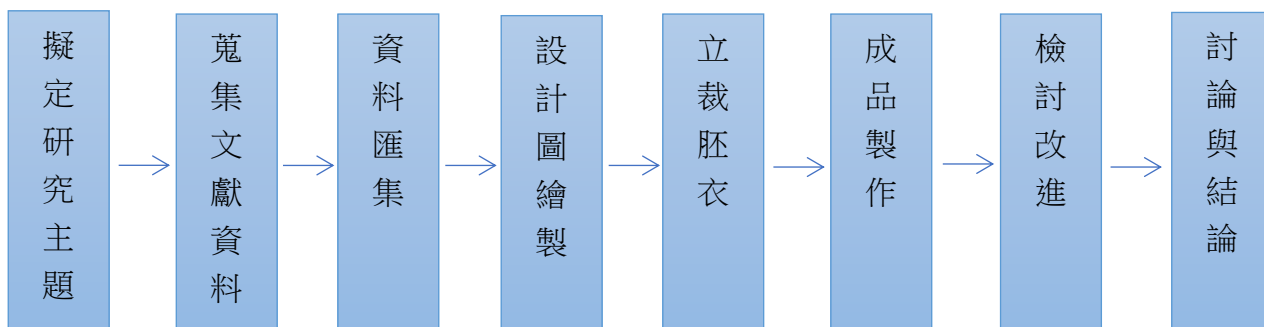 擬定研究主題
蒐集文獻資料
資料匯集
設計圖繪製
立裁胚衣
成品製作
檢討改進
討論與結論